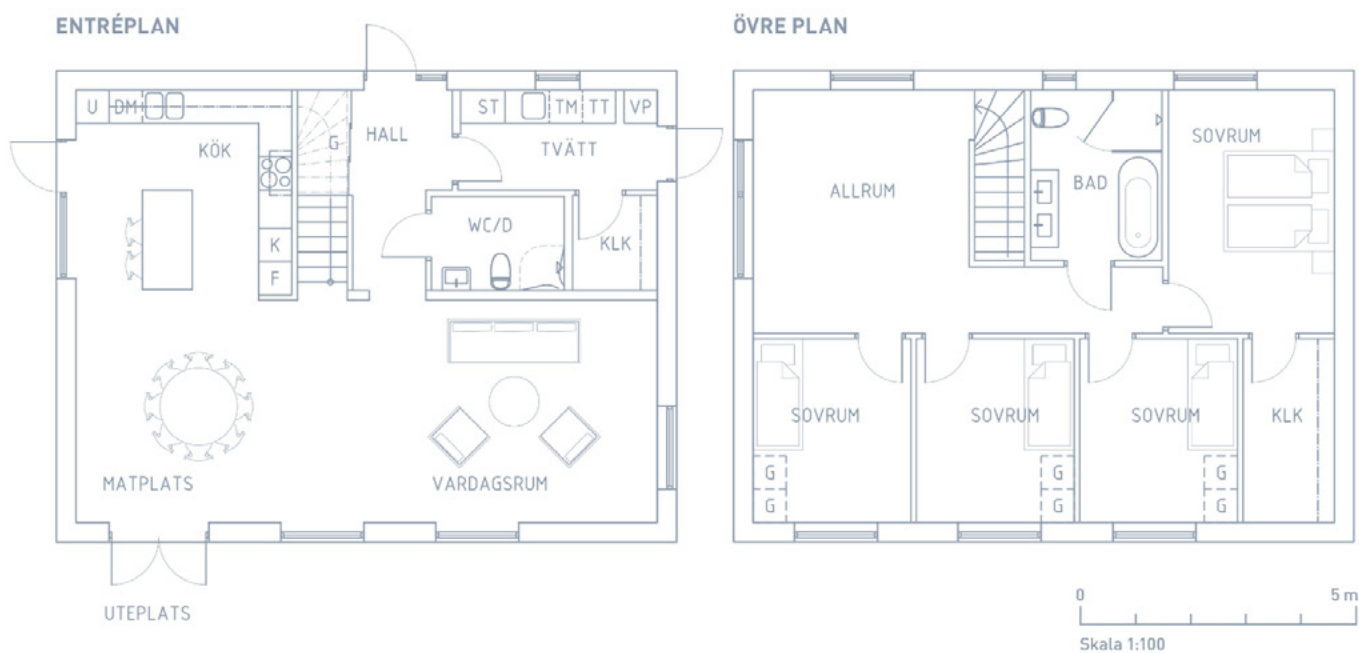 ENTRÉPLAN
U DM
KÖK
G
HALL
ST TM TT VP
TVÄTT
WC/D
KLK
K
F
MATPLATS
VARDAGSRUM
UTEPLATS
ÖVRE PLAN
ALLRUM
BAD
SOVRUM
SOVRUM
SOVRUM
SOVRUM
KLK
G
G
G
G
G
G
0 5 m
Skala 1:100